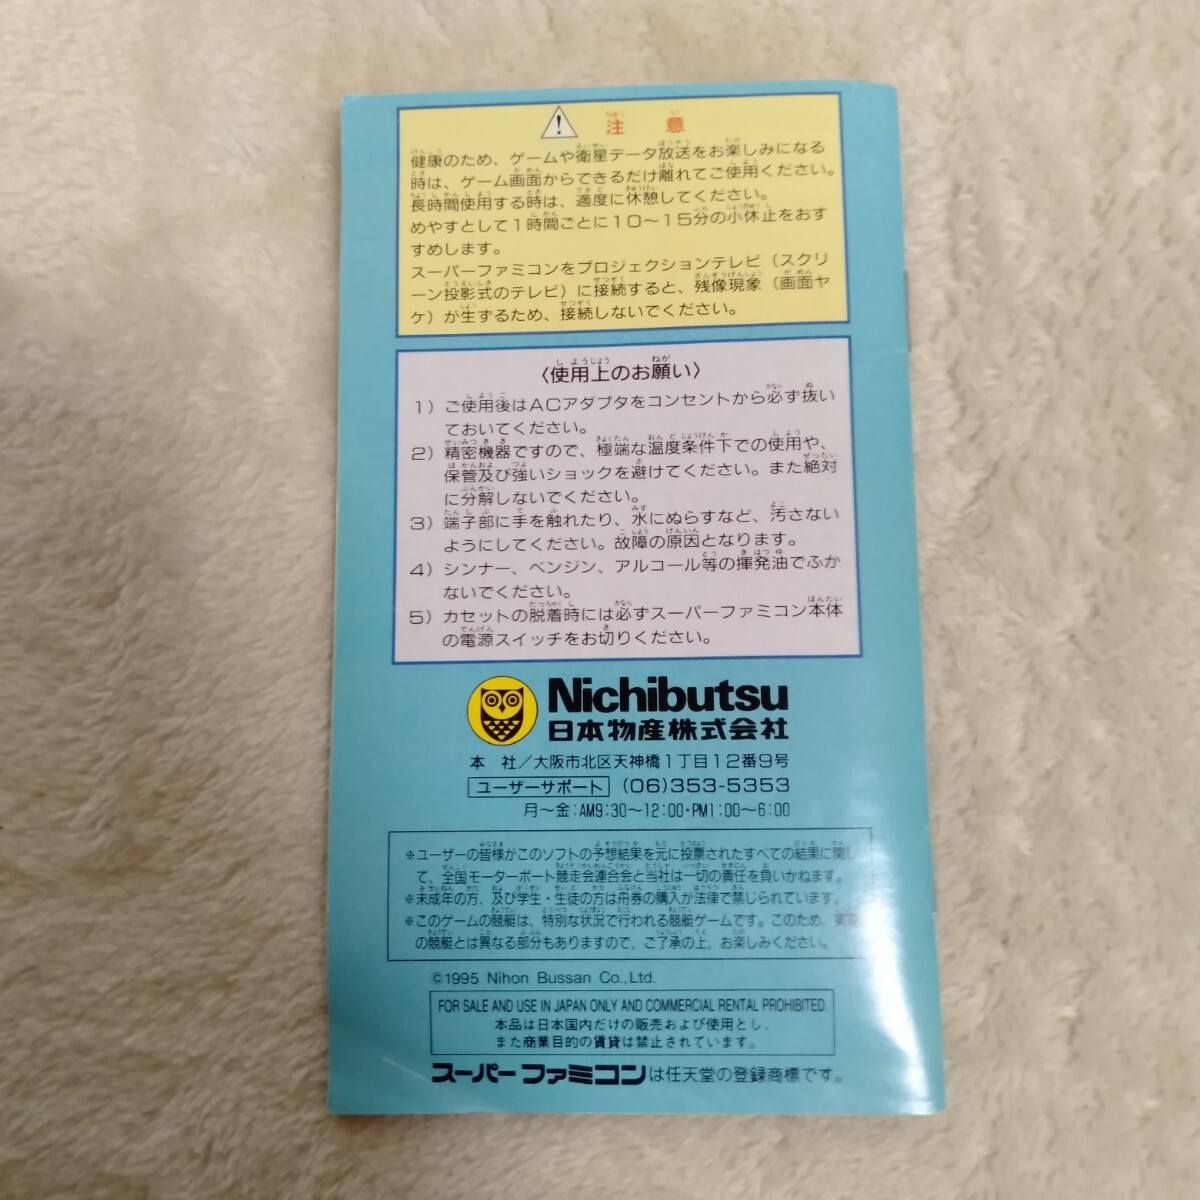 注意
健康のため、ゲームや衛星データ放送をお楽しみになる
時は、ゲーム画面からできるだけ離れてご使用ください。
長時間使用する時は、適度に休憩してください。
めやすとして1時間ごとに10～15分の小休止をおす
すめします。
スーパーファミコンをプロジェクションテレビ（スクリ
ーン投影式のテレビ）に接続すると、残像現象（画面ヤ
ケ）が生ずるため、接続しないでください。
〈使用上のお願い〉
1）ご使用後はACアダプタをコンセントから必ず抜い
ておいてください。
2）精密機器ですので、極端な温度条件下での使用や、
保管及び強いショックを避けてください。また絶対
に分解しないでください。
3）端子部に手を触れたり、水にぬらすなど、汚さない
ようにしてください。故障の原因となります。
4）シンナー、ベンジン、アルコール等の揮発油でふか
ないでください。
5）カセットの脱着時には必ずスーパーファミコン本体
の電源スイッチをお切りください。
Nichibutsu
日本物産株式会社
本　社／大阪市北区天神橋1丁目12番9号
ユーザーサポート (06)353-5353
月～金：AM9:30～12:00・PM1:00～6:00
※ユーザーの皆様がこのソフトの予想結果を元に投票されたすべての結果に関し
て、全国モーターボート競走会連合会と当社は一切の責任を負いかねます。
※未成年の方、及び学生・生徒の方は舟券の購入が法律で禁じられています。
※このゲームの競艇は、特別な状況で行われる競艇ゲームです。このため、実際
の競艇とは異なる部分もありますので、ご了承の上、お楽しみください。
©1995 Nihon Bussan Co.,Ltd.
FOR SALE AND USE IN JAPAN ONLY AND COMMERCIAL RENTAL PROHIBITED.
本品は日本国内だけの販売および使用とし、
また商業目的の賃貸は禁止されています。
スーパーファミコンは任天堂の登録商標です。